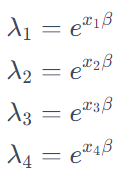 λ₁ = e^{x₁β}
λ₂ = e^{x₂β}
λ₃ = e^{x₃β}
λ₄ = e^{x₄β}